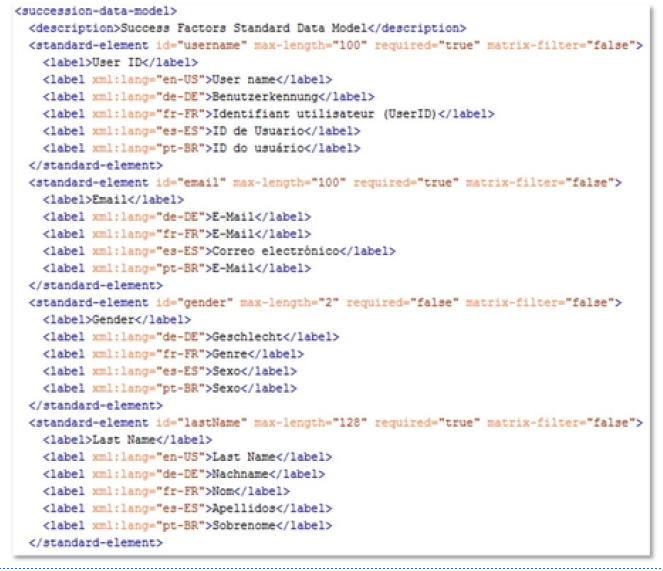 <succession-data-model>
<description>Success Factors Standard Data Model</description>
<standard-element id="username" max-length="100" required="true" matrix-filter="false">
<label>User ID</label>
<label xml:lang="en-US">User name</label>
<label xml:lang="de-DE">Benutzerkennung</label>
<label xml:lang="fr-FR">Identifiant utilisateur (UserID)</label>
<label xml:lang="es-ES">ID de Usuario</label>
<label xml:lang="pt-BR">ID do usuário</label>
</standard-element>
<standard-element id="email" max-length="100" required="true" matrix-filter="false">
<label>Email</label>
<label xml:lang="de-DE">E-Mail</label>
<label xml:lang="fr-FR">E-Mail</label>
<label xml:lang="es-ES">Correo electrónico</label>
<label xml:lang="pt-BR">E-Mail</label>
</standard-element>
<standard-element id="gender" max-length="2" required="false" matrix-filter="false">
<label>Gender</label>
<label xml:lang="de-DE">Geschlecht</label>
<label xml:lang="fr-FR">Genre</label>
<label xml:lang="es-ES">Sexo</label>
<label xml:lang="pt-BR">Sexo</label>
</standard-element>
<standard-element id="lastName" max-length="128" required="true" matrix-filter="false">
<label>Last Name</label>
<label xml:lang="en-US">Last Name</label>
<label xml:lang="de-DE">Nachname</label>
<label xml:lang="fr-FR">Nom</label>
<label xml:lang="es-ES">Apellidos</label>
<label xml:lang="pt-BR">Sobrenome</label>
</standard-element>